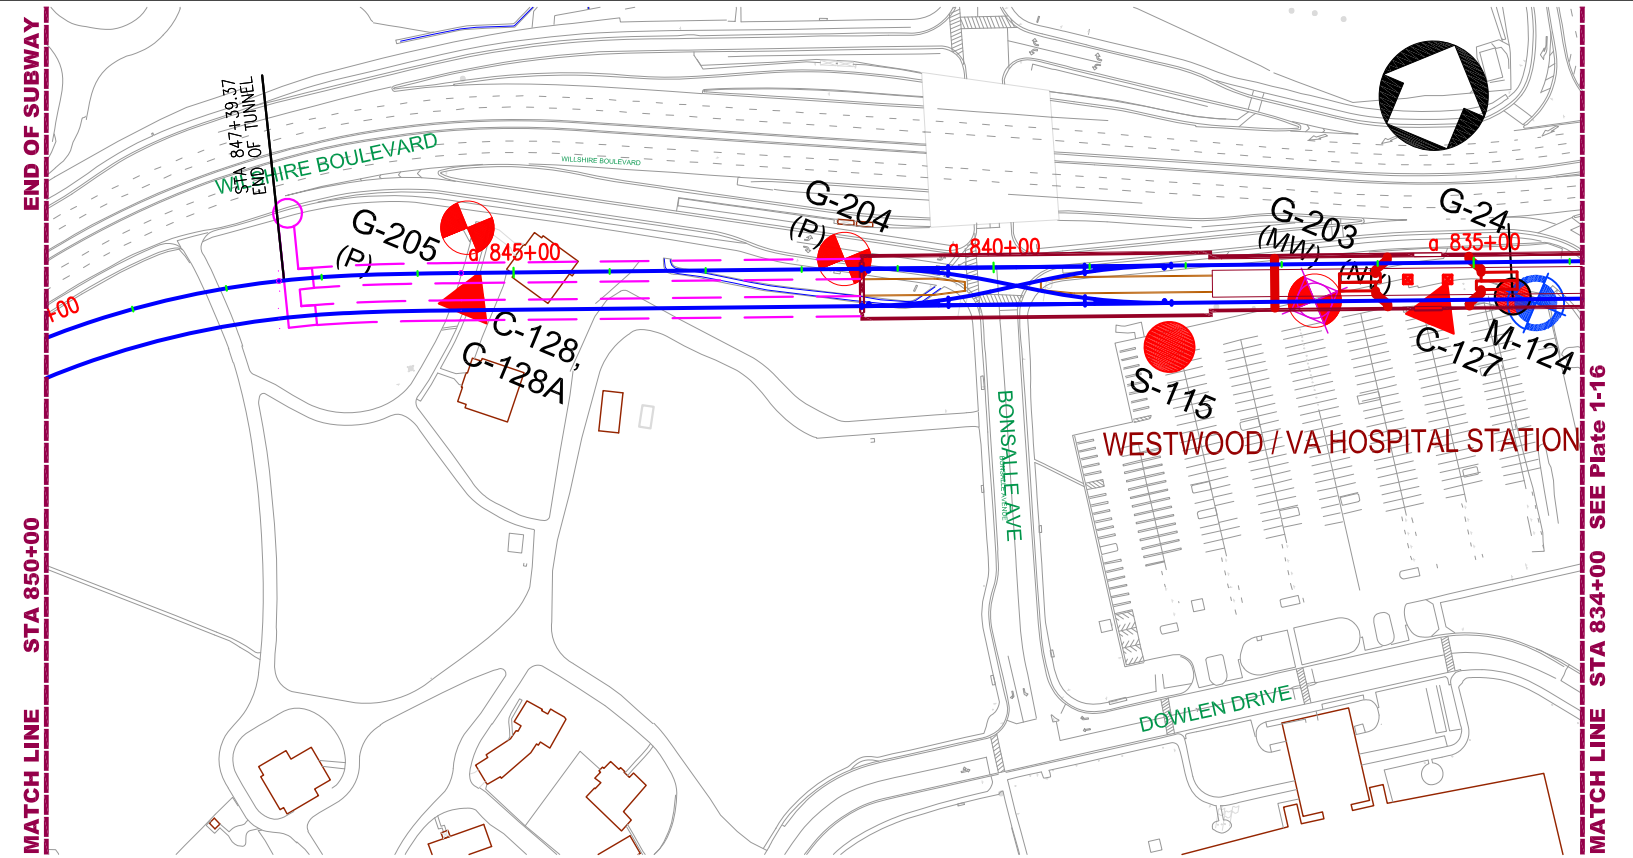 END OF SUBWAY
MATCH LINE STA 850+00
STA 847+39.37
END OF TUNNEL
WILSHIRE BOULEVARD
WILLSHIRE BOULEVARD
G-205
(P)
a 845+00
C-128,
C-128A
G-204
(P)
a 840+00
G-203
(MW)
G-24
a 835+00
M-124
C-127
S-115
WESTWOOD / VA HOSPITAL STATION
BONSALLE AVE
DOWLEN DRIVE
+00
MATCH LINE STA 834+00 SEE Plate 1-16